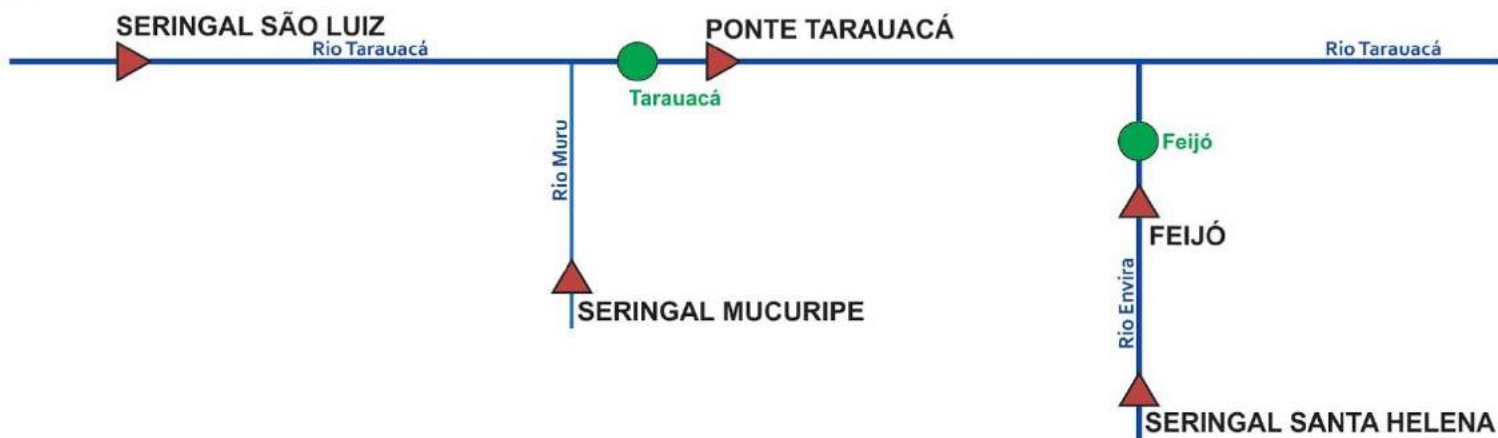 SERINGAL SÃO LUIZ
PONTE TARAUACÁ
Rio Tarauacá
Rio Tarauacá
Tarauacá
Feijó
Rio Muru
FEIJÓ
Rio Envira
SERINGAL MUCURIPE
SERINGAL SANTA HELENA